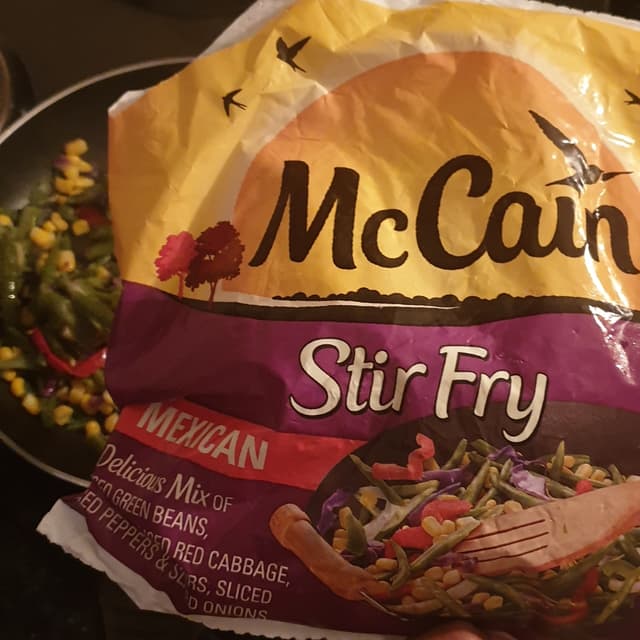 McCain
Stir Fry
MEXICAN
Delicious Mix OF
GREEN BEANS,
RED CABBAGE,
PEPPERS & SLICED
ONIONS